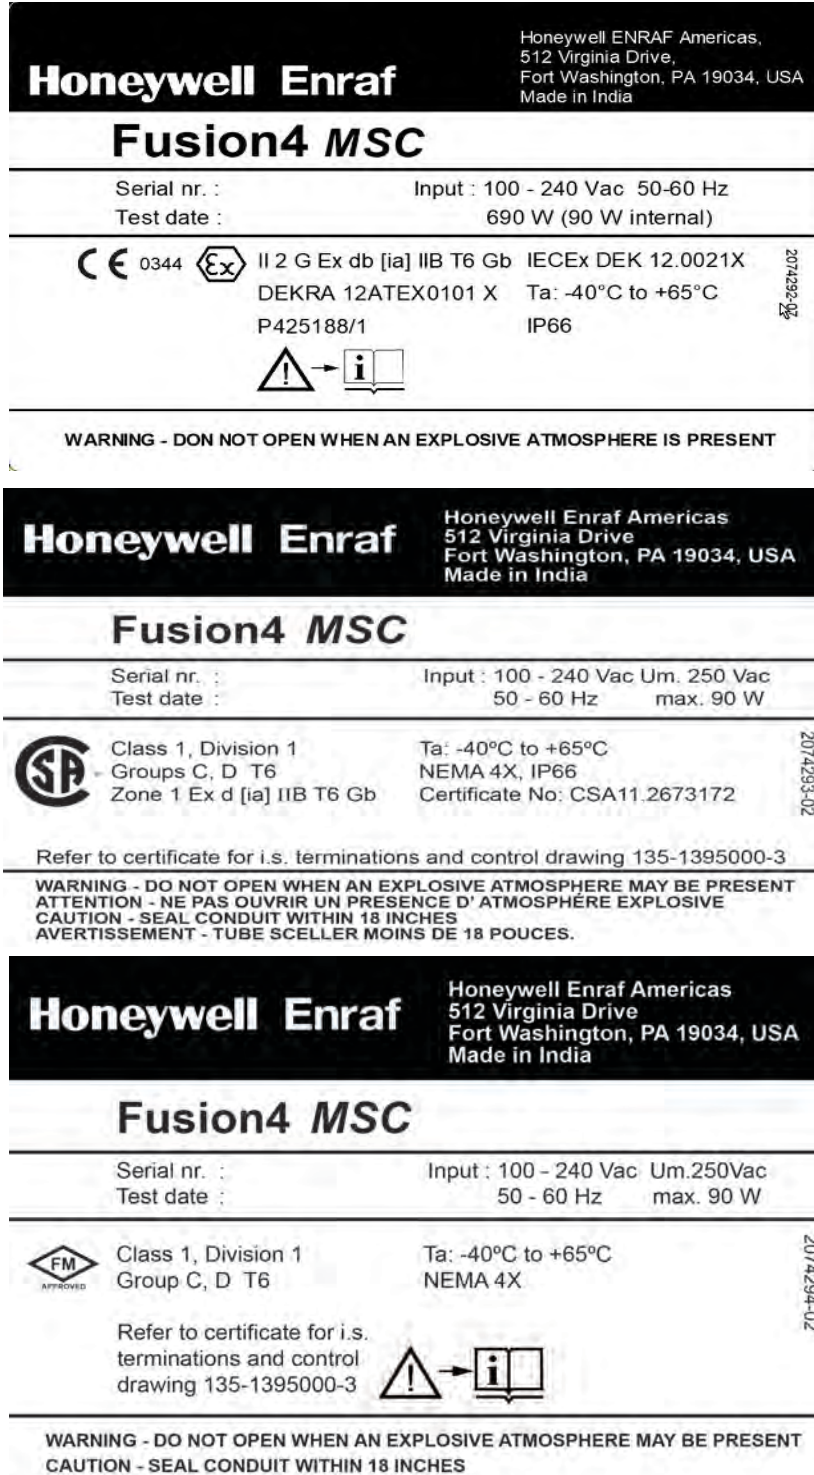 Honeywell Enraf
Honeywell ENRAF Americas,
512 Virginia Drive,
Fort Washington, PA 19034, USA
Made in India
Fusion4 MSC
Serial nr. : Input : 100 - 240 Vac 50-60 Hz
Test date : 690 W (90 W internal)
CE 0344 Ex II 2 G Ex db [ia] IIB T6 Gb IECEx DEK 12.0021X
DEKRA 12ATEX0101 X Ta: -40°C to +65°C
P425188/1 IP66
i
2074292-02
WARNING - DON NOT OPEN WHEN AN EXPLOSIVE ATMOSPHERE IS PRESENT
Honeywell Enraf
Honeywell Enraf Americas
512 Virginia Drive
Fort Washington, PA 19034, USA
Made in India
Fusion4 MSC
Serial nr. : Input : 100 - 240 Vac Um. 250 Vac
Test date : 50 - 60 Hz max. 90 W
SA
Class 1, Division 1 Ta: -40ºC to +65ºC
Groups C, D T6 NEMA 4X, IP66
Zone 1 Ex d [ia] IIB T6 Gb Certificate No: CSA11.2673172
2074293-02
Refer to certificate for i.s. terminations and control drawing 135-1395000-3
WARNING - DO NOT OPEN WHEN AN EXPLOSIVE ATMOSPHERE MAY BE PRESENT
ATTENTION - NE PAS OUVRIR UN PRESENCE D' ATMOSPHÉRE EXPLOSIVE
CAUTION - SEAL CONDUIT WITHIN 18 INCHES
AVERTISSEMENT - TUBE SCELLER MOINS DE 18 POUCES.
Honeywell Enraf
Honeywell Enraf Americas
512 Virginia Drive
Fort Washington, PA 19034, USA
Made in India
Fusion4 MSC
Serial nr. : Input : 100 - 240 Vac Um.250Vac
Test date : 50 - 60 Hz max. 90 W
FM
APPROVED
Class 1, Division 1 Ta: -40ºC to +65ºC
Group C, D T6 NEMA 4X
2074294-02
Refer to certificate for i.s.
terminations and control
drawing 135-1395000-3
i
WARNING - DO NOT OPEN WHEN AN EXPLOSIVE ATMOSPHERE MAY BE PRESENT
CAUTION - SEAL CONDUIT WITHIN 18 INCHES